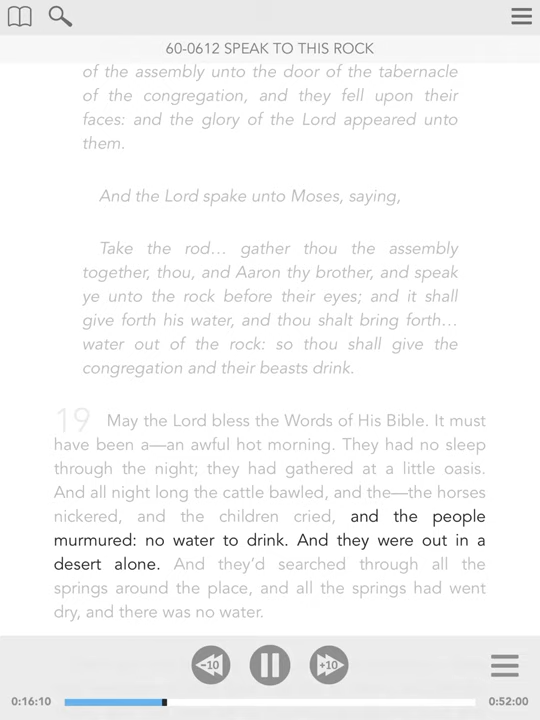 60-0612 SPEAK TO THIS ROCK
of the assembly unto the door of the tabernacle
of the congregation, and they fell upon their
faces: and the glory of the Lord appeared unto
them.
And the Lord spake unto Moses, saying,
Take the rod… gather thou the assembly
together, thou, and Aaron thy brother, and speak
ye unto the rock before their eyes; and it shall
give forth his water, and thou shalt bring forth…
water out of the rock: so thou shall give the
congregation and their beasts drink.
19 May the Lord bless the Words of His Bible. It must
have been a—an awful hot morning. They had no sleep
through the night; they had gathered at a little oasis.
And all night long the cattle bawled, and the—the horses
nickered, and the children cried, and the people
murmured: no water to drink. And they were out in a
desert alone. And they'd searched through all the
springs around the place, and all the springs had went
dry, and there was no water.
-10 +10
0:16:10 0:52:00